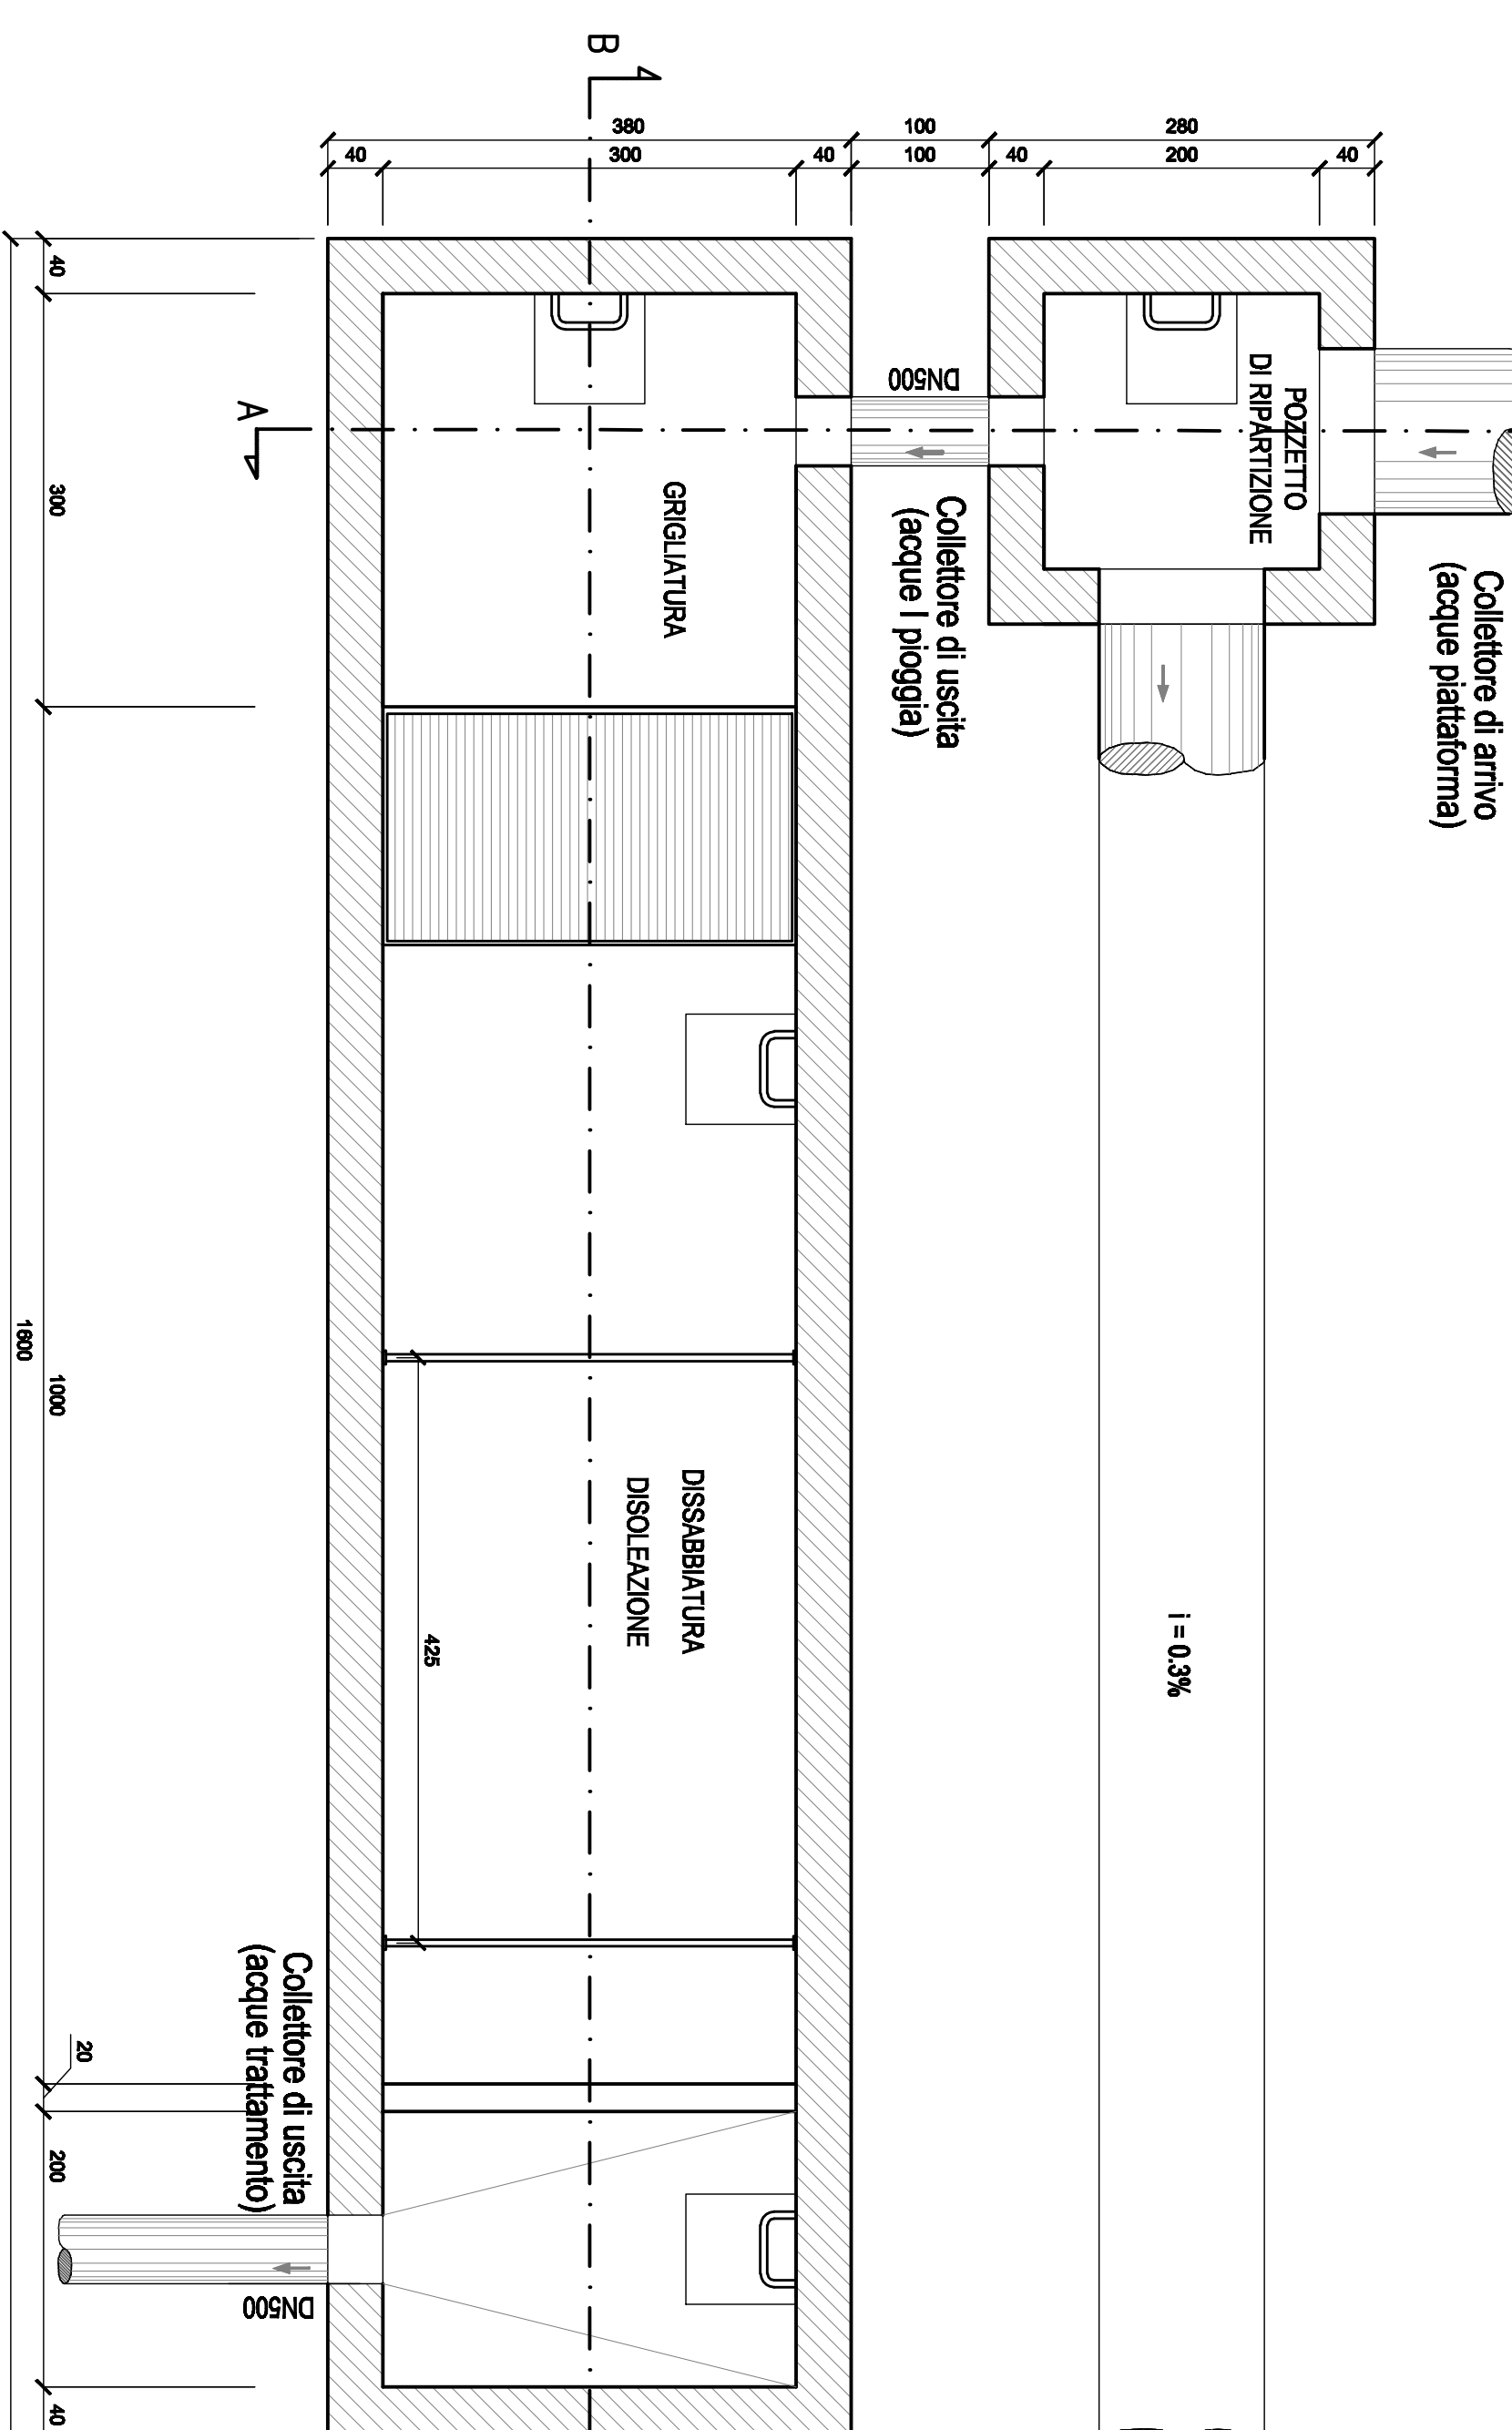 B
380
100
280
40
300
40
100
40
200
40
Collettore di arrivo
(acque piattaforma)
POZZETTO
DI RIPARTIZIONE
DN500
Collettore di uscita
(acque I pioggia)
A
GRIGLIATURA
DISSABBIATURA
DISOLEAZIONE
425
i = 0.3%
Collettore di uscita
(acque trattamento)
DN500
40
300
1000
20
200
40
1600